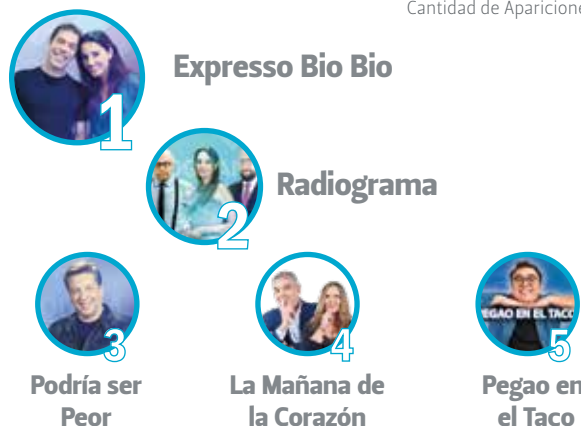 Cantidad de Aparicione
Expresso Bio Bio
1
Radiograma
2
3
4
PEGAO EN EL TACO
5
Podría ser
Peor
La Mañana de
la Corazón
Pegao en
el Taco